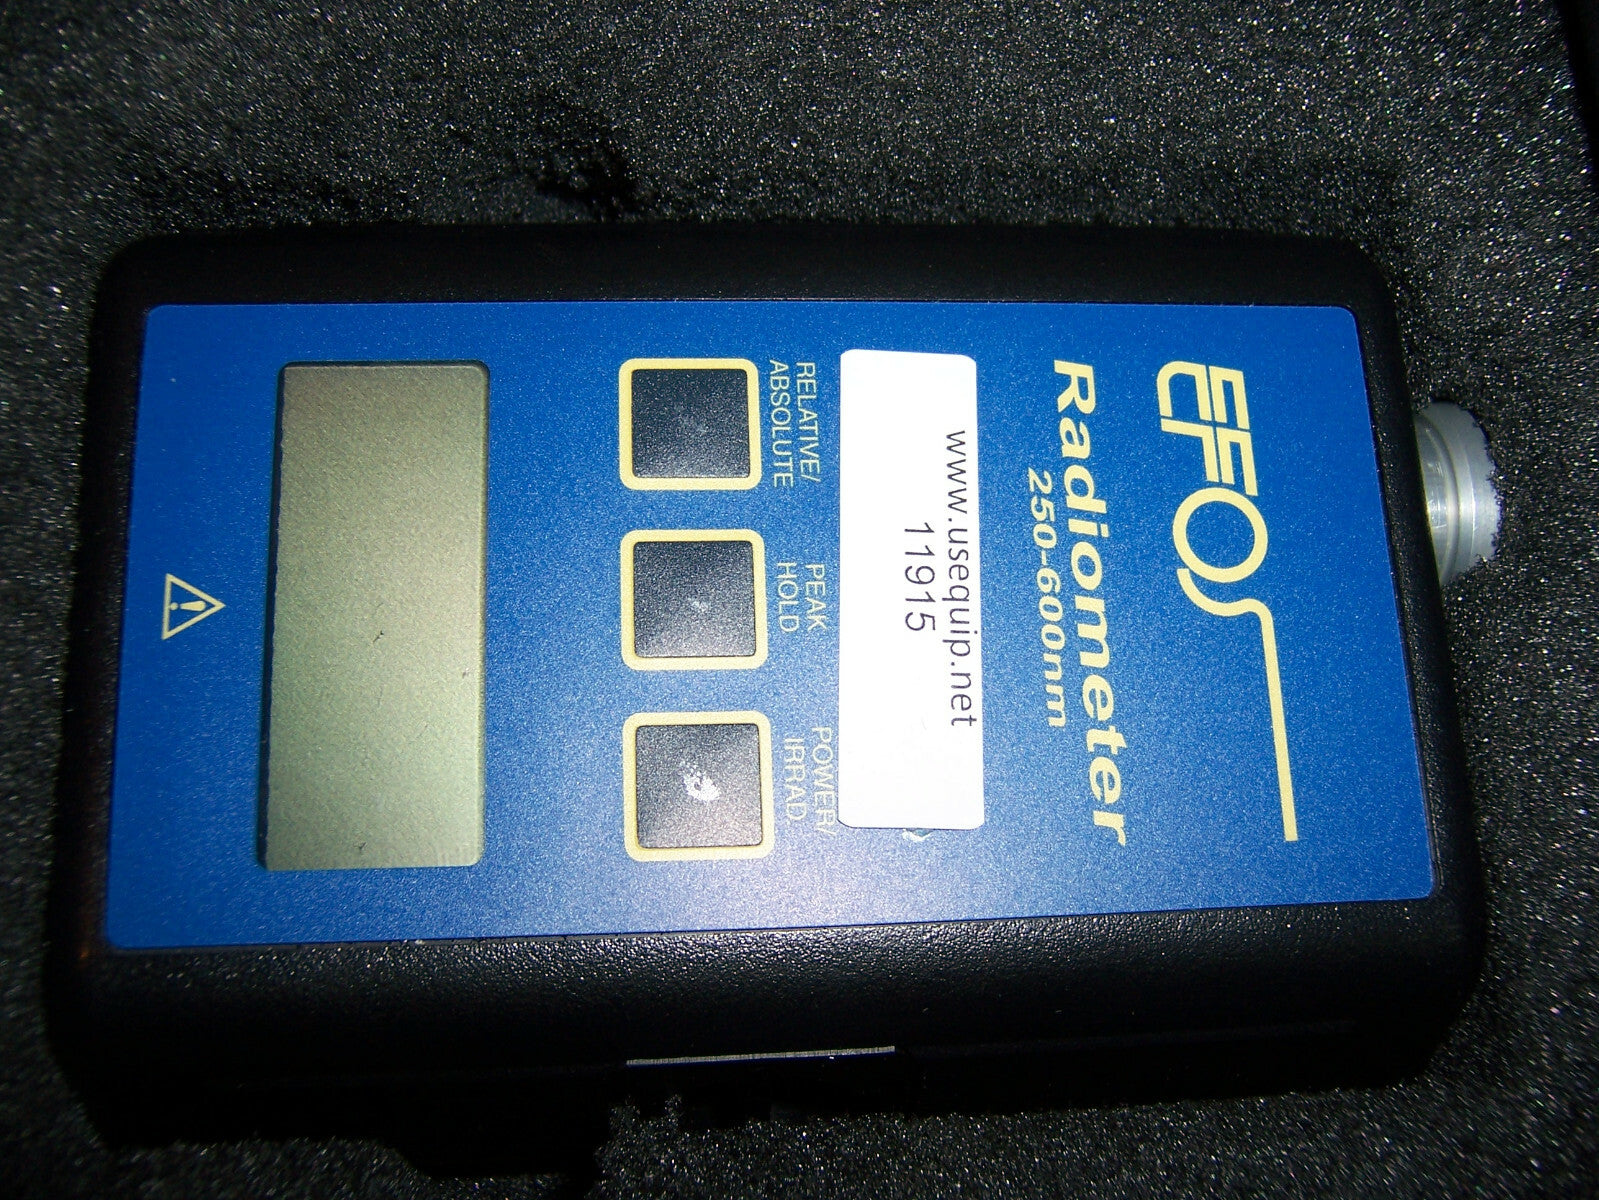 EFOS
Radiometer
250-600nm
www.usequip.net
11915
RELATIVE/
ABSOLUTE
PEAK
HOLD
POWER/
IRRAD